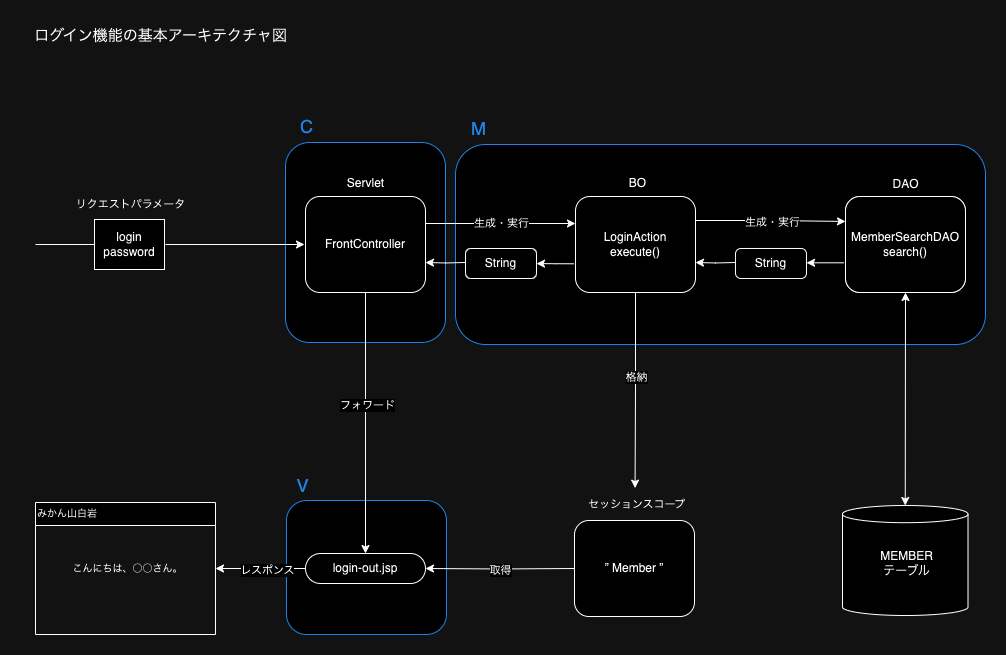 ログイン機能の基本アーキテクチャ図
C
M
Servlet
BO
DAO
リクエストパラメータ
login
password
FrontController
生成・実行
String
LoginAction
execute()
生成・実行
String
MemberSearchDAO
search()
フォワード
格納
V
セッションスコープ
みかん山白岩
こんにちは、〇〇さん。
レスポンス
login-out.jsp
取得
” Member ”
MEMBER
テーブル